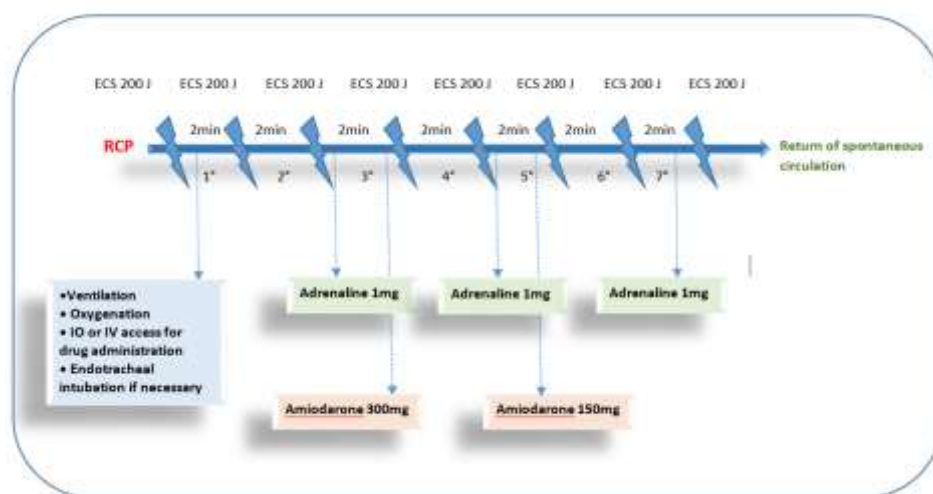 ECS 200 J ECS 200 J ECS 200 J ECS 200 J ECS 200 J ECS 200 J ECS 200 J ECS 200 J
2min 2min 2min 2min 2min 2min 2min
RCP
Return of spontaneous
circulation
1° 2° 3° 4° 5° 6° 7°
•Ventilation
• Oxygenation
• IO or IV access for
drug administration
• Endotrachaal
intubation if necessary
Adrenaline 1mg
Adrenaline 1mg
Adrenaline 1mg
Amiodarone 300mg
Amiodarone 150mg